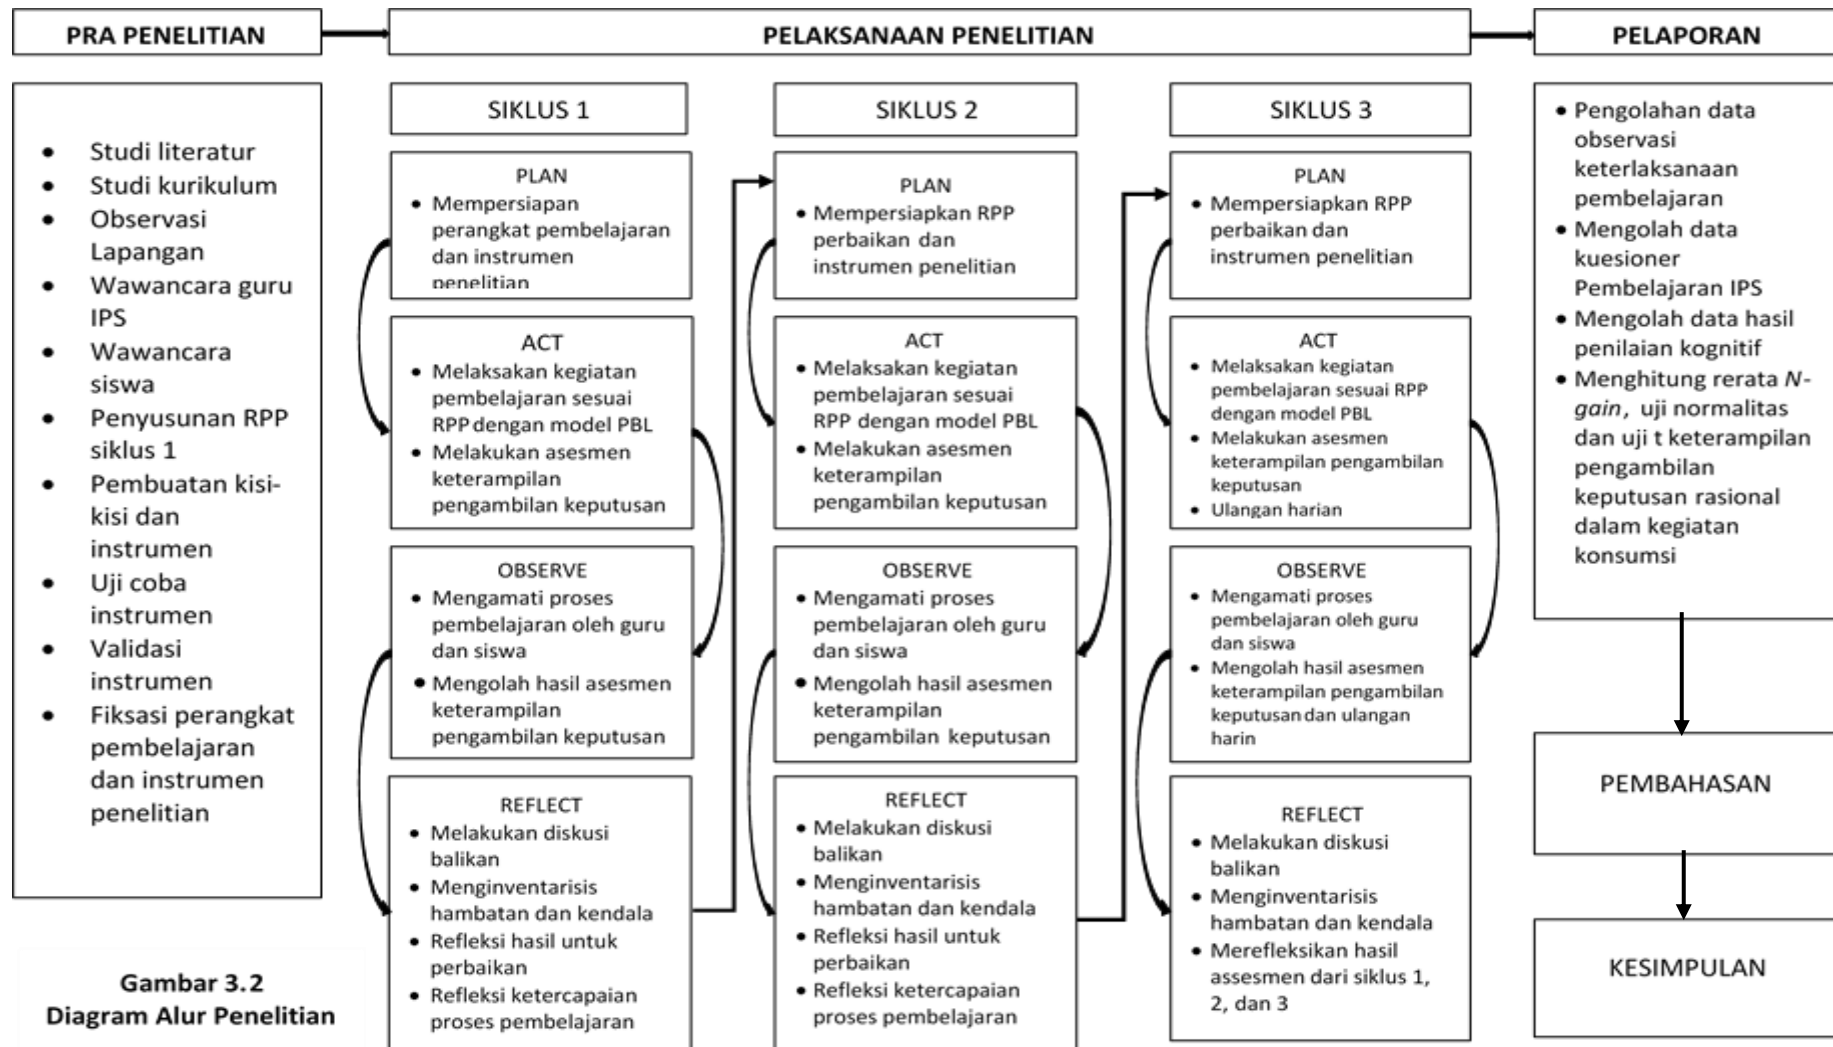 PRA PENELITIAN
PELAKSANAAN PENELITIAN
PELAPORAN
• Studi literatur
• Studi kurikulum
• Observasi
Lapangan
• Wawancara guru
IPS
• Wawancara
siswa
• Penyusunan RPP
siklus 1
• Pembuatan kisi-
kisi dan
instrumen
• Uji coba
instrumen
• Validasi
instrumen
• Fiksasi perangkat
pembelajaran
dan instrumen
penelitian
SIKLUS 1
PLAN
• Mempersiapan
perangkat pembelajaran
dan instrumen
penelitian
ACT
• Melaksakan kegiatan
pembelajaran sesuai
RPP dengan model PBL
• Melakukan asesmen
keterampilan
pengambilan keputusan
OBSERVE
• Mengamati proses
pembelajaran oleh guru
dan siswa
• Mengolah hasil asesmen
keterampilan
pengambilan keputusan
REFLECT
• Melakukan diskusi
balikan
• Menginventarisis
hambatan dan kendala
• Refleksi hasil untuk
perbaikan
• Refleksi ketercapaian
proses pembelajaran
SIKLUS 2
PLAN
• Mempersiapkan RPP
perbaikan dan
instrumen penelitian
ACT
• Melaksakan kegiatan
pembelajaran sesuai
RPP dengan model PBL
• Melakukan asesmen
keterampilan
pengambilan keputusan
OBSERVE
• Mengamati proses
pembelajaran oleh guru
dan siswa
• Mengolah hasil asesmen
keterampilan
pengambilan keputusan
REFLECT
• Melakukan diskusi
balikan
• Menginventarisis
hambatan dan kendala
• Refleksi hasil untuk
perbaikan
• Refleksi ketercapaian
proses pembelajaran
SIKLUS 3
PLAN
• Mempersiapkan RPP
perbaikan dan
instrumen penelitian
ACT
• Melaksakan kegiatan
pembelajaran sesuai RPP
dengan model PBL
• Melakukan asesmen
keterampilan pengambilan
keputusan
• Ulangan harian
OBSERVE
• Mengamati proses
pembelajaran oleh guru
dan siswa
• Mengolah hasil asesmen
keterampilan pengambilan
keputusan dan ulangan
harin
REFLECT
• Melakukan diskusi
balikan
• Menginventarisis
hambatan dan kendala
• Merefleksikan hasil
assesmen dari siklus 1,
2, dan 3
• Pengolahan data
observasi
keterlaksanaan
pembelajaran
• Mengolah data
kuesioner
Pembelajaran IPS
• Mengolah data hasil
penilaian kognitif
• Menghitung rerata N-
gain, uji normalitas
dan uji t keterampilan
pengambilan
keputusan rasional
dalam kegiatan
konsumsi
PEMBAHASAN
KESIMPULAN
Gambar 3.2
Diagram Alur Penelitian